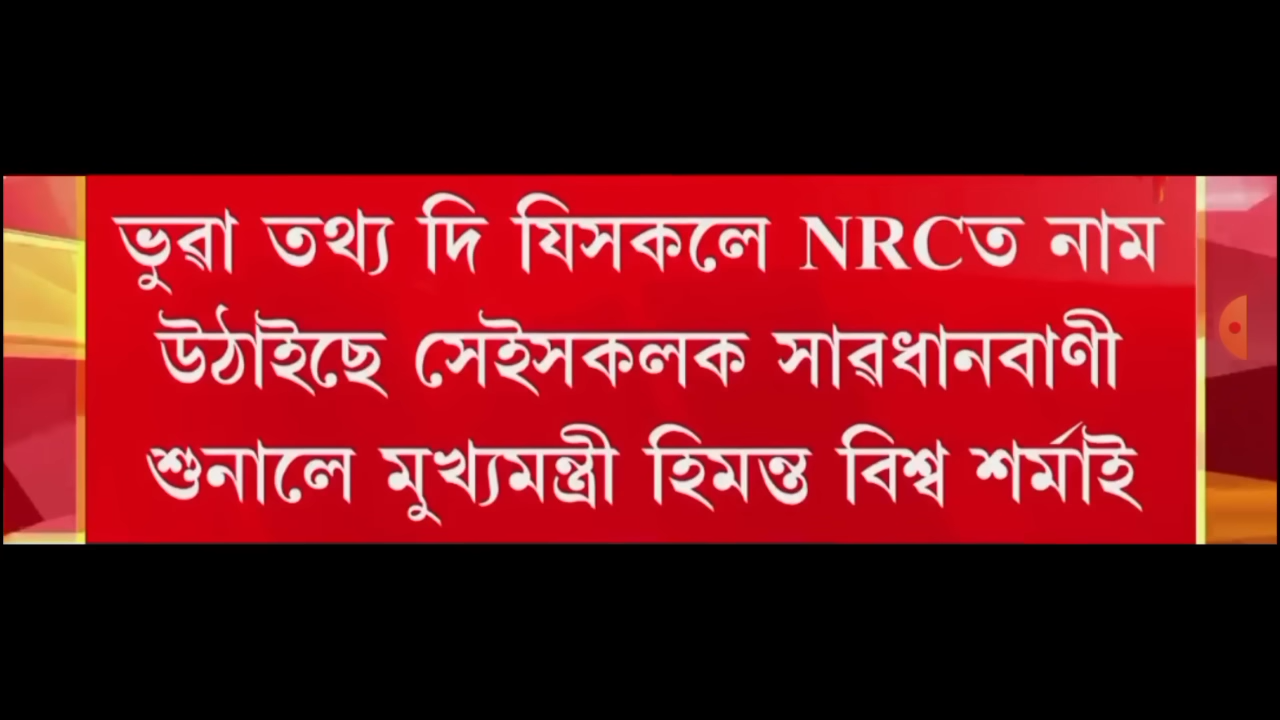 ভুৱা তথ্য দি যিসকলে NRCত নাম
উঠাইছে সেইসকলক সাৱধানবাণী
শুনালে মুখ্যমন্ত্ৰী হিমন্ত বিশ্ব শৰ্মাই